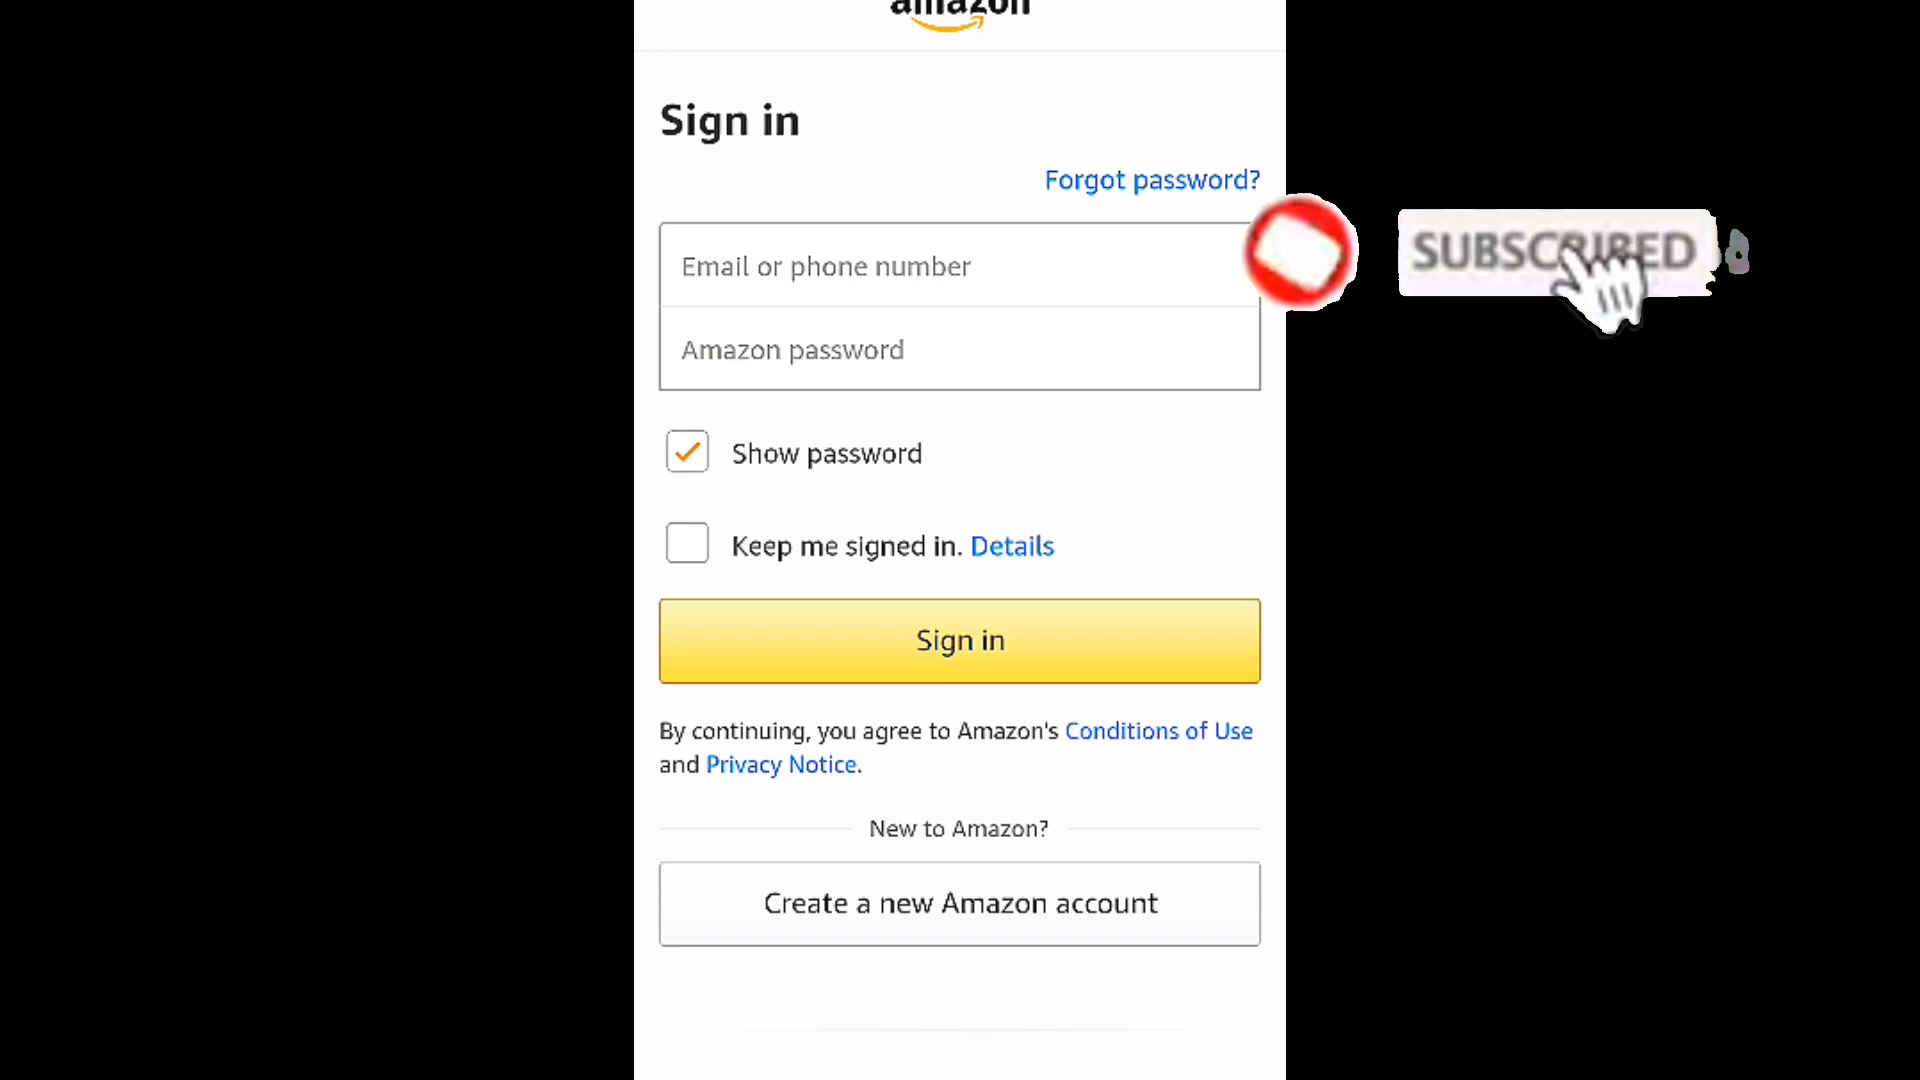 amazon
Sign in
Forgot password?
Email or phone number
SUBSCRIBED
Amazon password
Show password
Keep me signed in. Details
Sign in
By continuing, you agree to Amazon's Conditions of Use
and Privacy Notice.
New to Amazon?
Create a new Amazon account